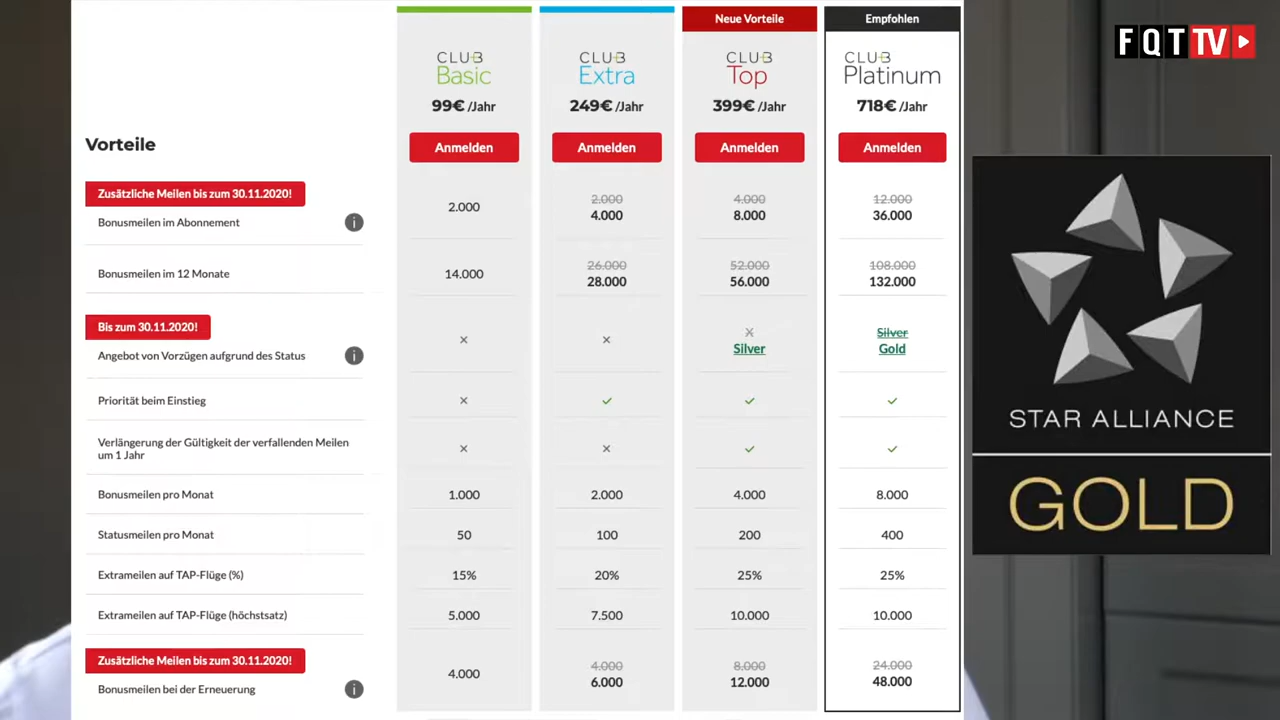 Neue Vorteile
Empfohlen
FQTTV
CLUB
Basic
CLUB
Extra
CLUB
Top
CLUB
Platinum
99€ /Jahr
249€ /Jahr
399€ /Jahr
718€ /Jahr
Vorteile
Anmelden
Anmelden
Anmelden
Anmelden
Zusätzliche Meilen bis zum 30.11.2020!
Bonusmeilen im Abonnement
i
2.000
2.000
4.000
4.000
8.000
12.000
36.000
Bonusmeilen im 12 Monate
14.000
26.000
28.000
52.000
56.000
108.000
132.000
Bis zum 30.11.2020!
Angebot von Vorzügen aufgrund des Status
i
×
×
X
Silver
Silver
Gold
Priorität beim Einstieg
×
✓
✓
✓
Verlängerung der Gültigkeit der verfallenden Meilen
um 1 Jahr
×
×
✓
✓
Bonusmeilen pro Monat
1.000
2.000
4.000
8.000
Statusmeilen pro Monat
50
100
200
400
Extrameilen auf TAP-Flüge (%)
15%
20%
25%
25%
Extrameilen auf TAP-Flüge (höchstsatz)
5.000
7.500
10.000
10.000
Zusätzliche Meilen bis zum 30.11.2020!
Bonusmeilen bei der Erneuerung
i
4.000
4.000
6.000
8.000
12.000
24.000
48.000
STAR ALLIANCE
GOLD